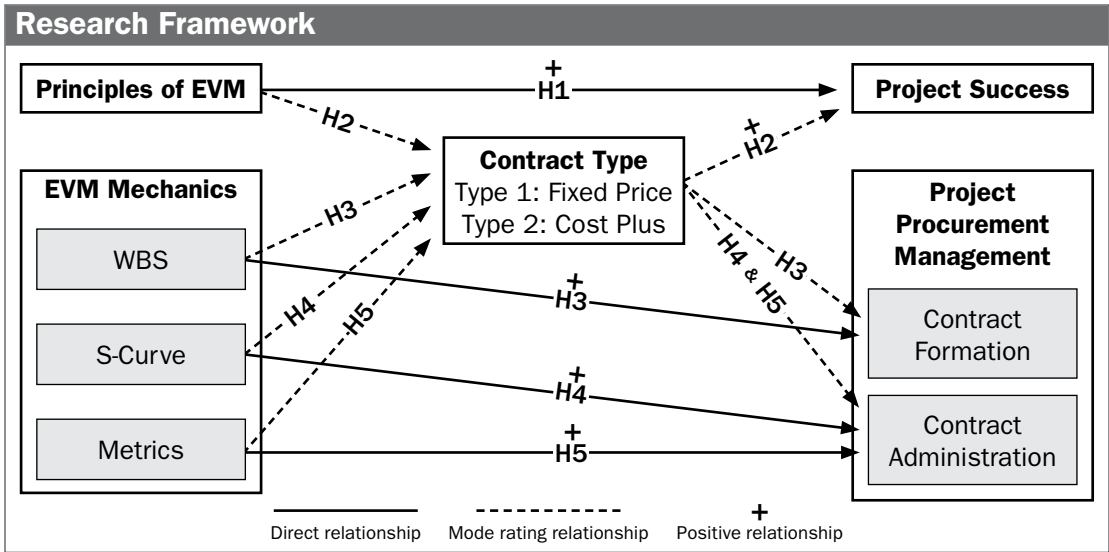 Research Framework
Principles of EVM
+
H1
Project Success
H2
+
H2
Contract Type
Type 1: Fixed Price
Type 2: Cost Plus
EVM Mechanics
WBS
S-Curve
Metrics
H3
H4
H5
Project
Procurement
Management
Contract
Formation
Contract
Administration
H3
H4 & H5
+
H3
+
H4
+
H5
Direct relationship
Mode rating relationship
+
Positive relationship